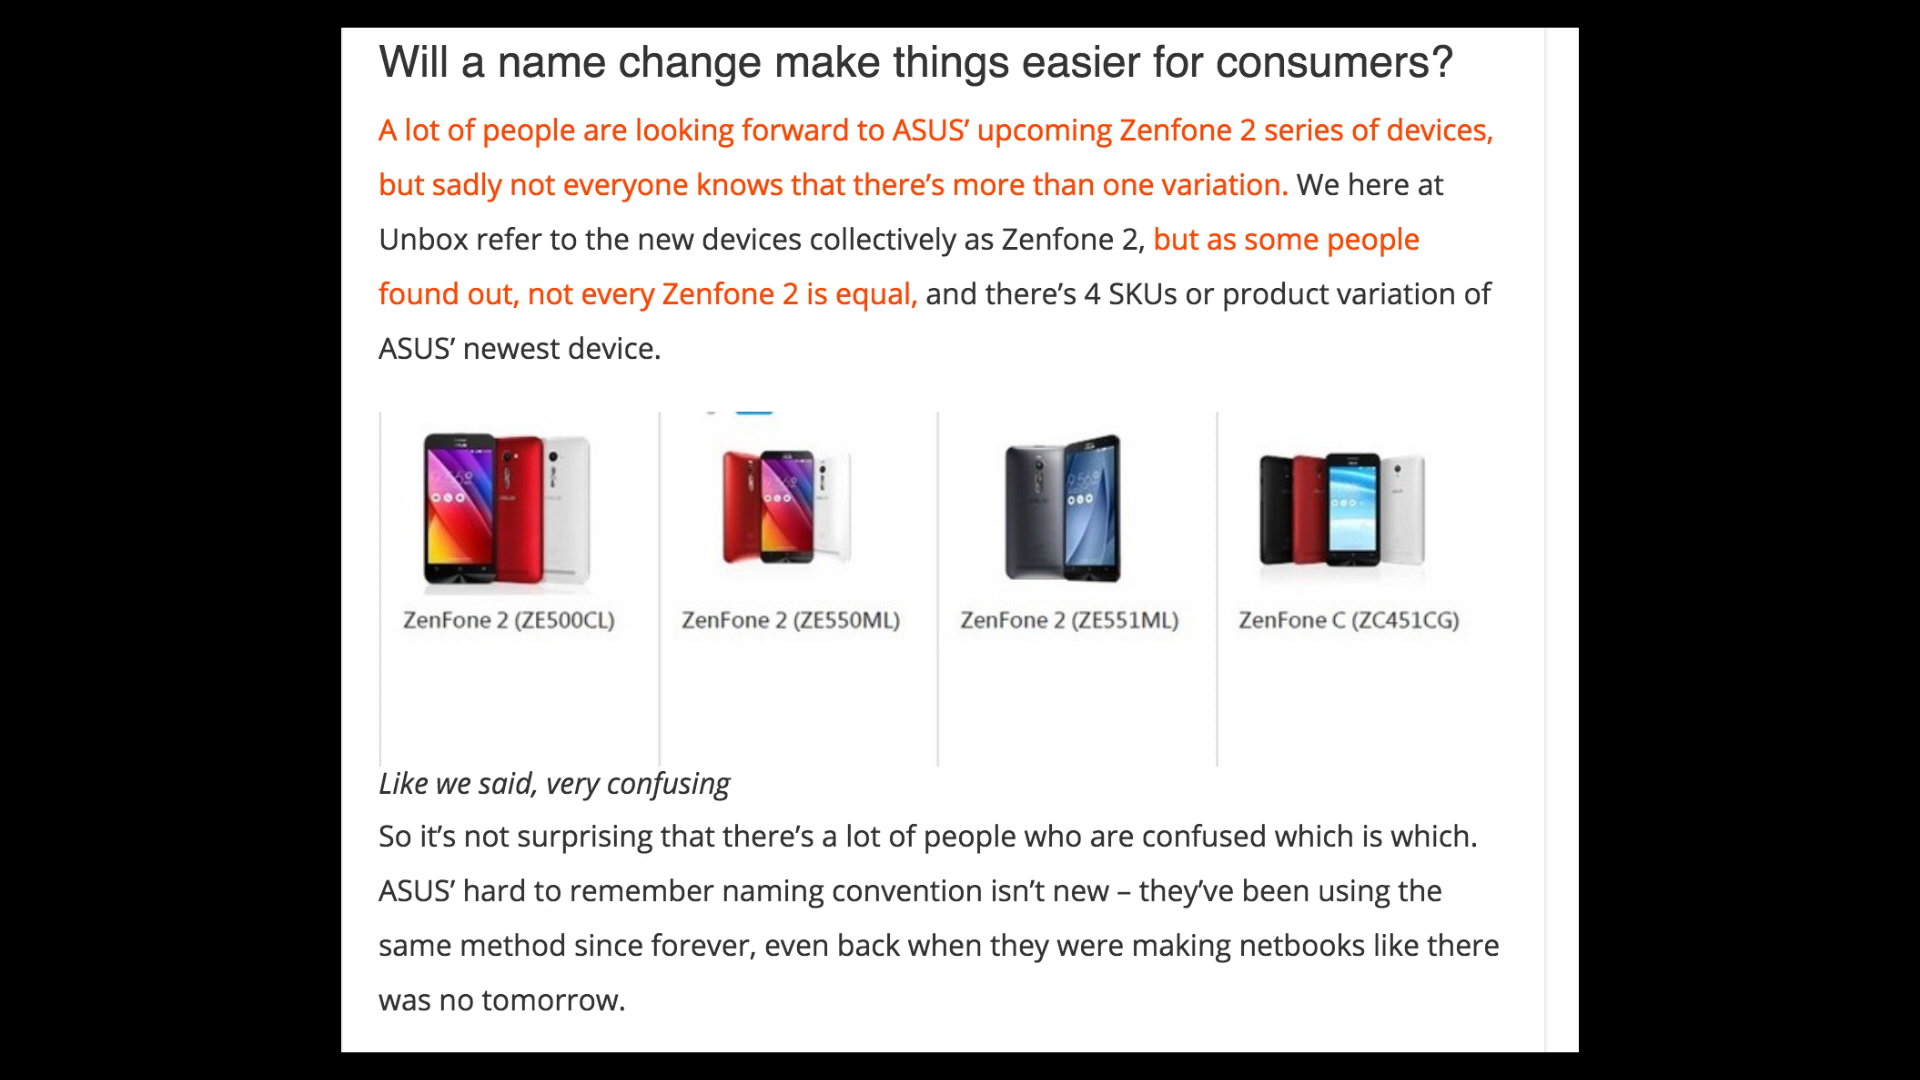 Will a name change make things easier for consumers?
A lot of people are looking forward to ASUS’ upcoming Zenfone 2 series of devices,
but sadly not everyone knows that there’s more than one variation. We here at
Unbox refer to the new devices collectively as Zenfone 2, but as some people
found out, not every Zenfone 2 is equal, and there’s 4 SKUs or product variation of
ASUS’ newest device.
ZenFone 2 (ZE500CL)
ZenFone 2 (ZE550ML)
ZenFone 2 (ZE551ML)
ZenFone C (ZC451CG)
Like we said, very confusing
So it’s not surprising that there’s a lot of people who are confused which is which.
ASUS’ hard to remember naming convention isn’t new – they’ve been using the
same method since forever, even back when they were making netbooks like there
was no tomorrow.